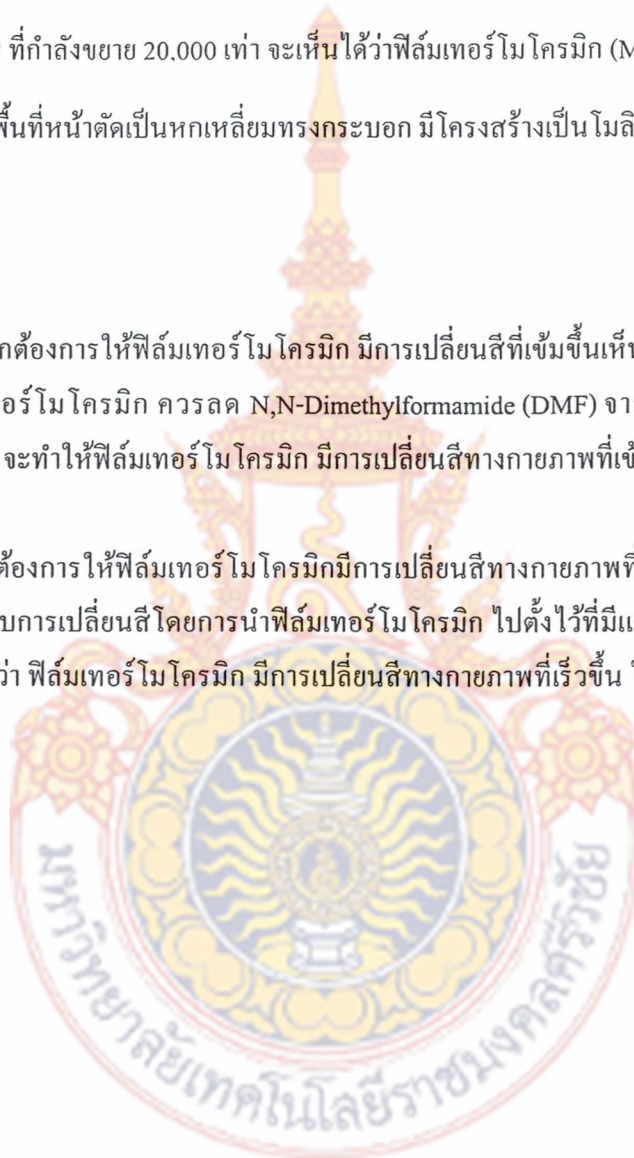 ที่กำลังขยาย 20,000 เท่า จะเห็นได้ว่าฟิล์มเทอร์โมโครมิก (M
พื้นที่หน้าตัดเป็นหกเหลี่ยมทรงกระบอก มีโครงสร้างเป็นโมลิ
กต้องการให้ฟิล์มเทอร์โมโครมิก มีการเปลี่ยนสีที่เข้มขึ้นเห็น
อร์โมโครมิก ควรลด N,N-Dimethylformamide (DMF) จา
จะทำให้ฟิล์มเทอร์โมโครมิก มีการเปลี่ยนสีทางกายภาพที่เข้
ต้องการให้ฟิล์มเทอร์โมโครมิกมีการเปลี่ยนสีทางกายภาพที่
บการเปลี่ยนสีโดยการนำฟิล์มเทอร์โมโครมิก ไปตั้งไว้ที่มีแ
ว่า ฟิล์มเทอร์โมโครมิก มีการเปลี่ยนสีทางกายภาพที่เร็วขึ้น
มหาวิทยาลัยเทคโนโลยีราชมงคลศรีวิชัย